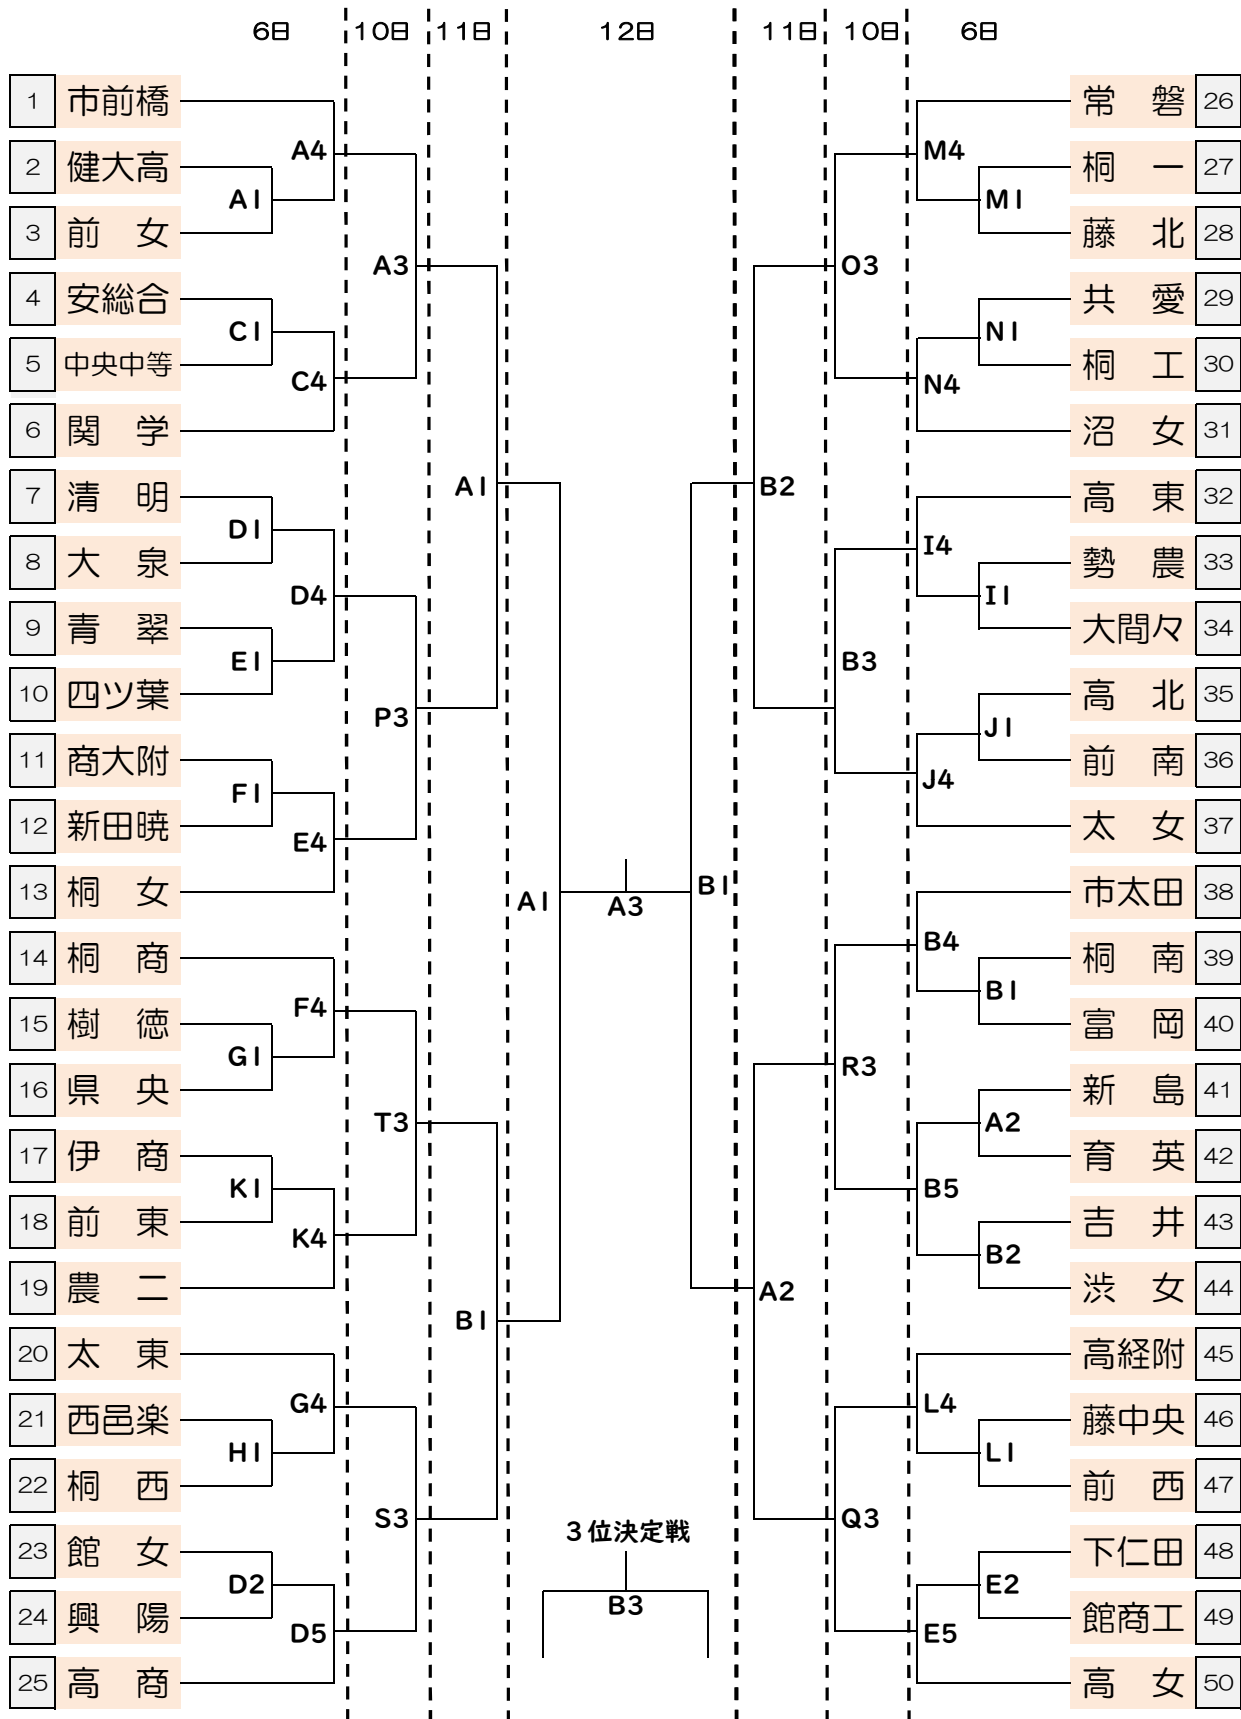 6日 10日 11日 12日 11日 10日 6日
1 市前橋
2 健大高
3 前 女
4 安総合
5 中央中等
6 関 学
7 清 明
8 大 泉
9 青 翠
10 四ツ葉
11 商大附
12 新田暁
13 桐 女
14 桐 商
15 樹 徳
16 県 央
17 伊 商
18 前 東
19 農 二
20 太 東
21 西邑楽
22 桐 西
23 館 女
24 興 陽
25 高 商
A1
C1
D1
E1
F1
G1
K1
H1
D2
A4
C4
D4
E4
F4
K4
G4
D5
A3
P3
T3
S3
A1
B1
A1
A3
B1
3位決定戦
B3
B2
A2
O3
B3
R3
Q3
M4
N4
I4
J4
B4
B5
L4
E5
M1
N1
I1
J1
B1
A2
B2
L1
E2
常 磐 26
桐 一 27
藤 北 28
共 愛 29
桐 工 30
沼 女 31
高 東 32
勢 農 33
大間々 34
高 北 35
前 南 36
太 女 37
市太田 38
桐 南 39
富 岡 40
新 島 41
育 英 42
吉 井 43
渋 女 44
高経附 45
藤中央 46
前 西 47
下仁田 48
館商工 49
高 女 50